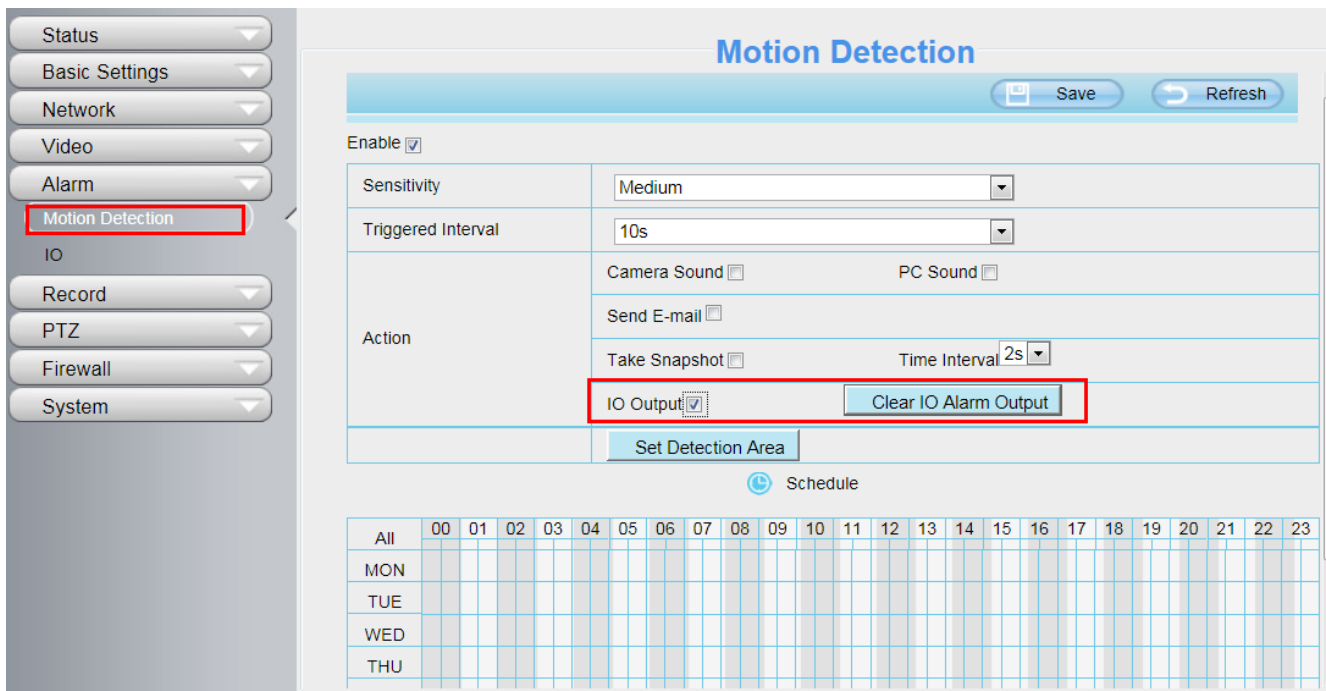 Status
Basic Settings
Network
Video
Alarm
Motion Detection
IO
Record
PTZ
Firewall
System
Motion Detection
Save Refresh
Enable
Sensitivity Medium
Triggered Interval 10s
Action
Camera Sound PC Sound
Send E-mail
Take Snapshot Time Interval 2s
IO Output Clear IO Alarm Output
Set Detection Area
Schedule
All 00 01 02 03 04 05 06 07 08 09 10 11 12 13 14 15 16 17 18 19 20 21 22 23
MON
TUE
WED
THU